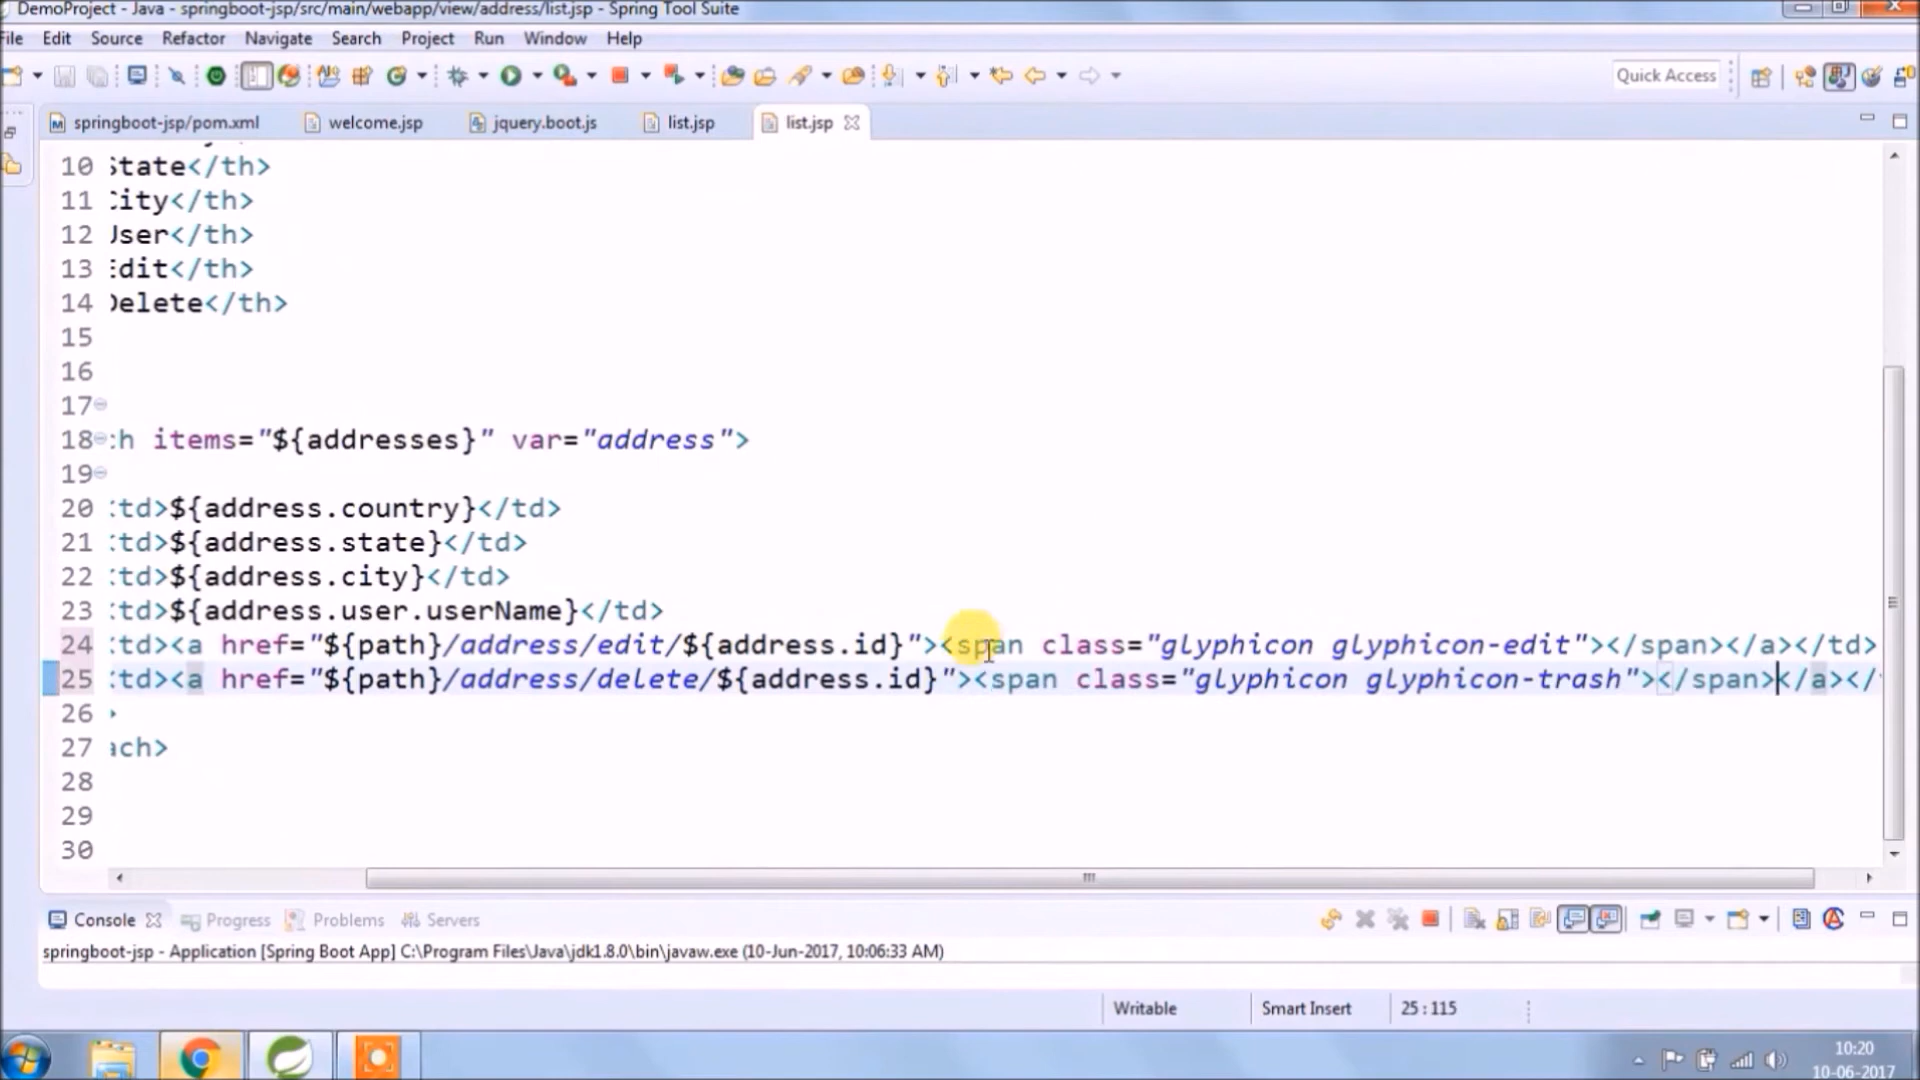 DemoProject - Java - springboot-jsp/src/main/webapp/view/address/list.jsp - Spring Tool Suite
File Edit Source Refactor Navigate Search Project Run Window Help
Quick Access
springboot-jsp/pom.xml welcome.jsp jquery.boot.js list.jsp list.jsp
10 State</th>
11 City</th>
12 User</th>
13 Edit</th>
14 Delete</th>
15
16
17
18 h items="${addresses}" var="address">
19
20 td>${address.country}</td>
21 td>${address.state}</td>
22 td>${address.city}</td>
23 td>${address.user.userName}</td>
24 td><a href="${path}/address/edit/${address.id}"><span class="glyphicon glyphicon-edit"></span></a></td>
25 td><a href="${path}/address/delete/${address.id}"><span class="glyphicon glyphicon-trash"></span></a></
26 >
27 ach>
28
29
30
Console Progress Problems Servers
springboot-jsp - Application [Spring Boot App] C:\Program Files\Java\jdk1.8.0\bin\javaw.exe (10-Jun-2017, 10:06:33 AM)
Writable Smart Insert 25 : 115
10:20
10-06-2017